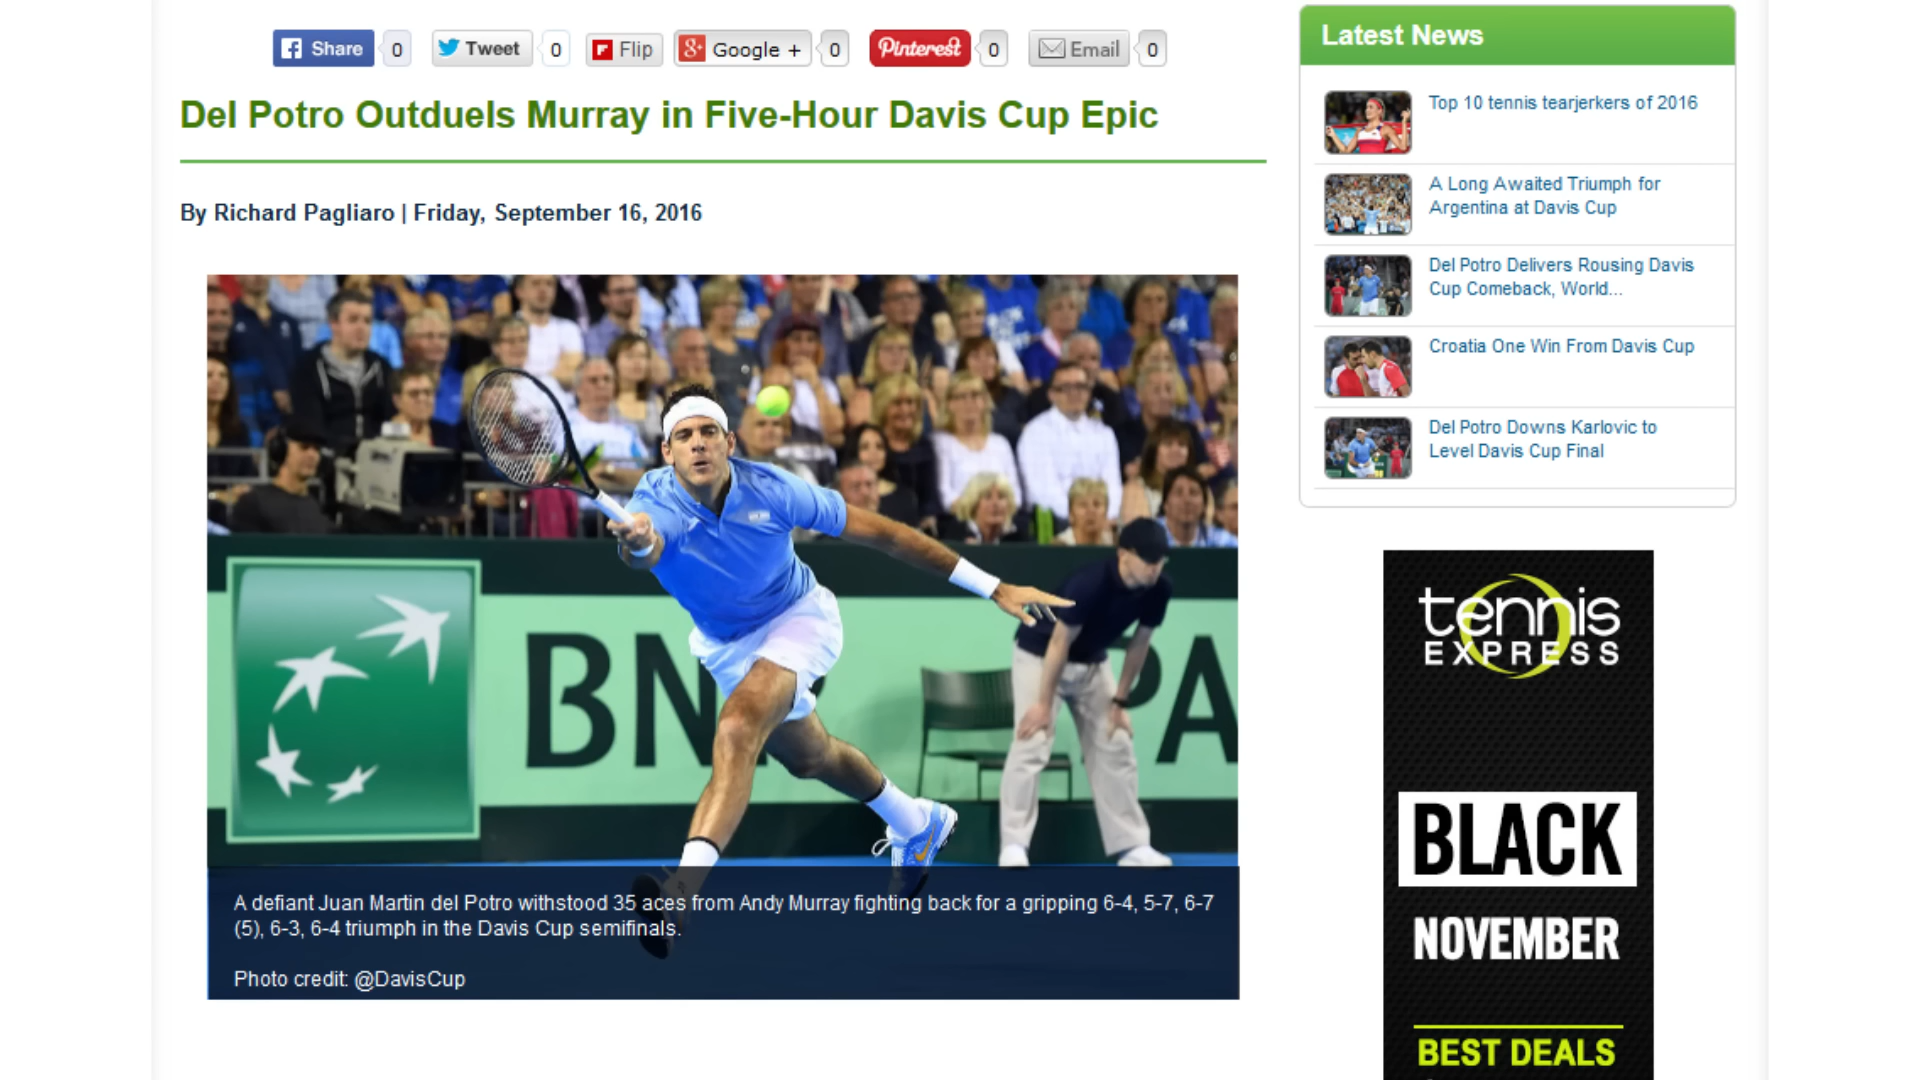 Share 0 Tweet 0 Flip Google + 0 Pinterest 0 Email 0
Del Potro Outduels Murray in Five-Hour Davis Cup Epic
By Richard Pagliaro | Friday, September 16, 2016
BN PA
A defiant Juan Martin del Potro withstood 35 aces from Andy Murray fighting back for a gripping 6-4, 5-7, 6-7
(5), 6-3, 6-4 triumph in the Davis Cup semifinals.
Photo credit: @DavisCup
Latest News
Top 10 tennis tearjerkers of 2016
A Long Awaited Triumph for
Argentina at Davis Cup
Del Potro Delivers Rousing Davis
Cup Comeback, World...
Croatia One Win From Davis Cup
Del Potro Downs Karlovic to
Level Davis Cup Final
tennis
EXPRESS
BLACK
NOVEMBER
BEST DEALS